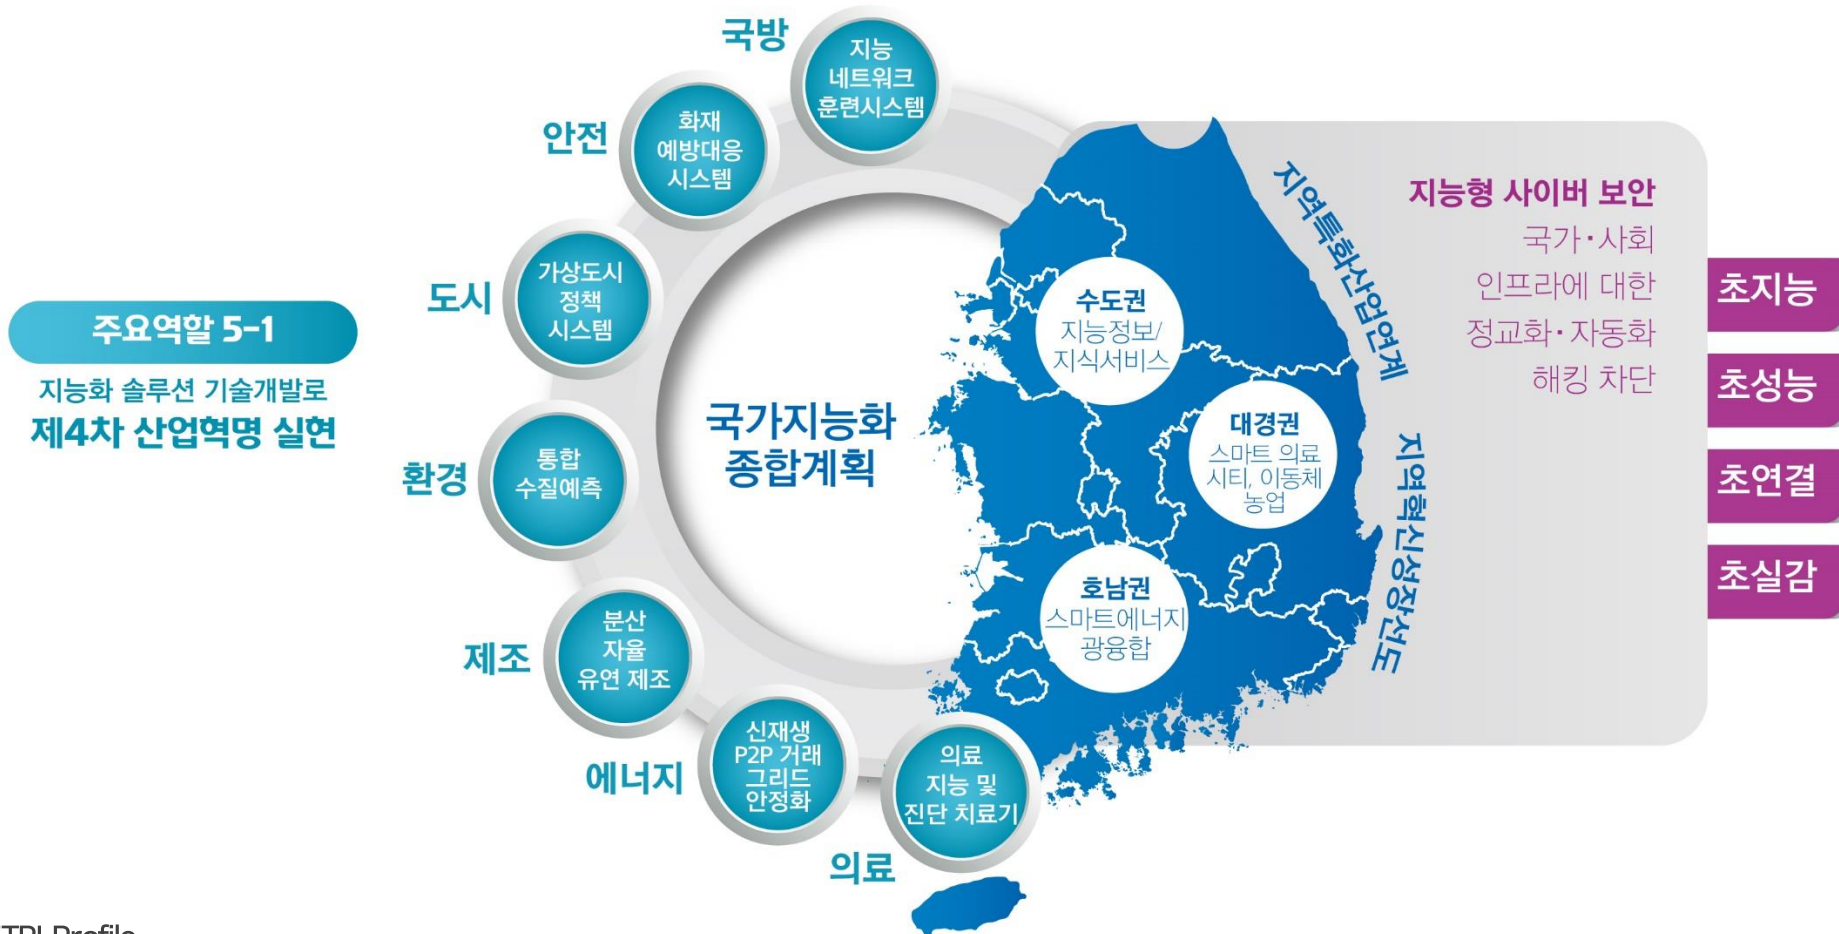 주요역할 5-1
지능화 솔루션 기술개발로
제4차 산업혁명 실현
국방
지능
네트워크
훈련시스템
안전
화재
예방대응
시스템
도시
가상도시
정책
시스템
환경
통합
수질예측
제조
분산
자율
유연 제조
에너지
신재생
P2P 거래
그리드
안정화
의료
의료
지능 및
진단 치료기
국가지능화
종합계획
수도권
지능정보/
지식서비스
대경권
스마트 의료
시티, 이동체
농업
호남권
스마트에너지
광융합
지역특화산업연계
지역혁신성장선도
지능형 사이버 보안
국가·사회
인프라에 대한
정교화·자동화
해킹 차단
초지능
초성능
초연결
초실감